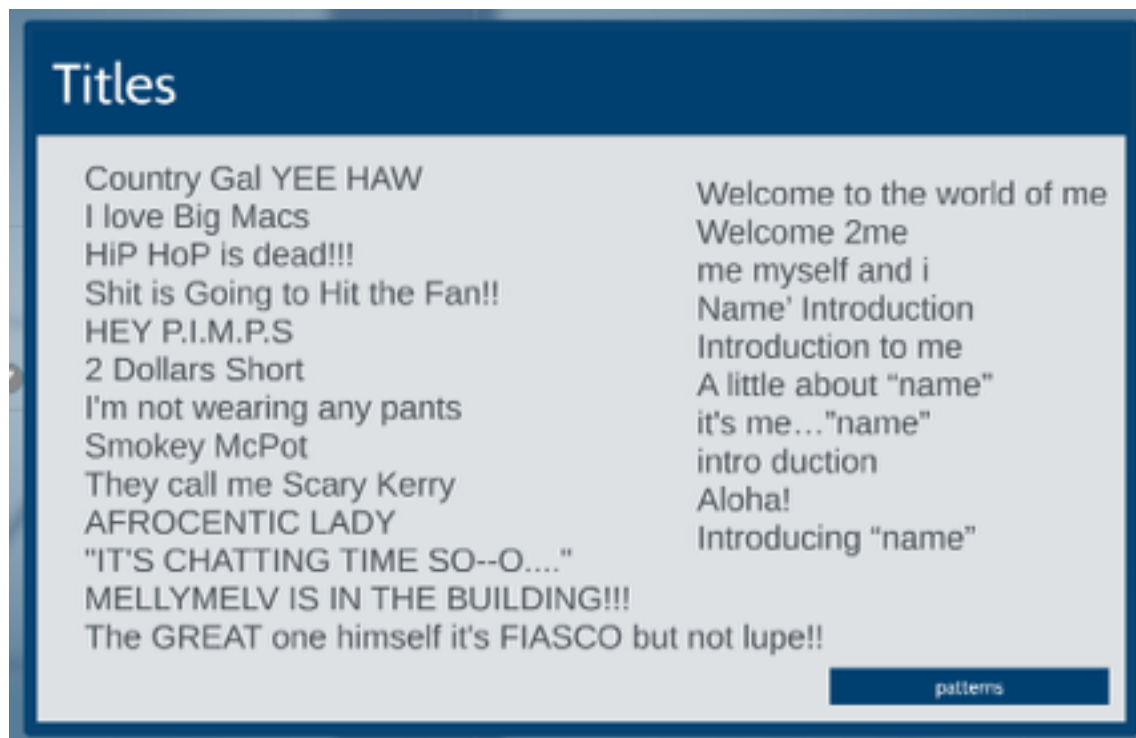 Titles
Country Gal YEE HAW
I love Big Macs
HiP HoP is dead!!!
Shit is Going to Hit the Fan!!
HEY P.I.M.P.S
2 Dollars Short
I'm not wearing any pants
Smokey McPot
They call me Scary Kerry
AFROCENTIC LADY
"IT'S CHATTING TIME SO--O...."
MELLYMELV IS IN THE BUILDING!!!
The GREAT one himself it's FIASCO but not lupe!!
Welcome to the world of me
Welcome 2me
me myself and i
Name’ Introduction
Introduction to me
A little about “name”
it's me…”name”
intro duction
Aloha!
Introducing “name”
patterns